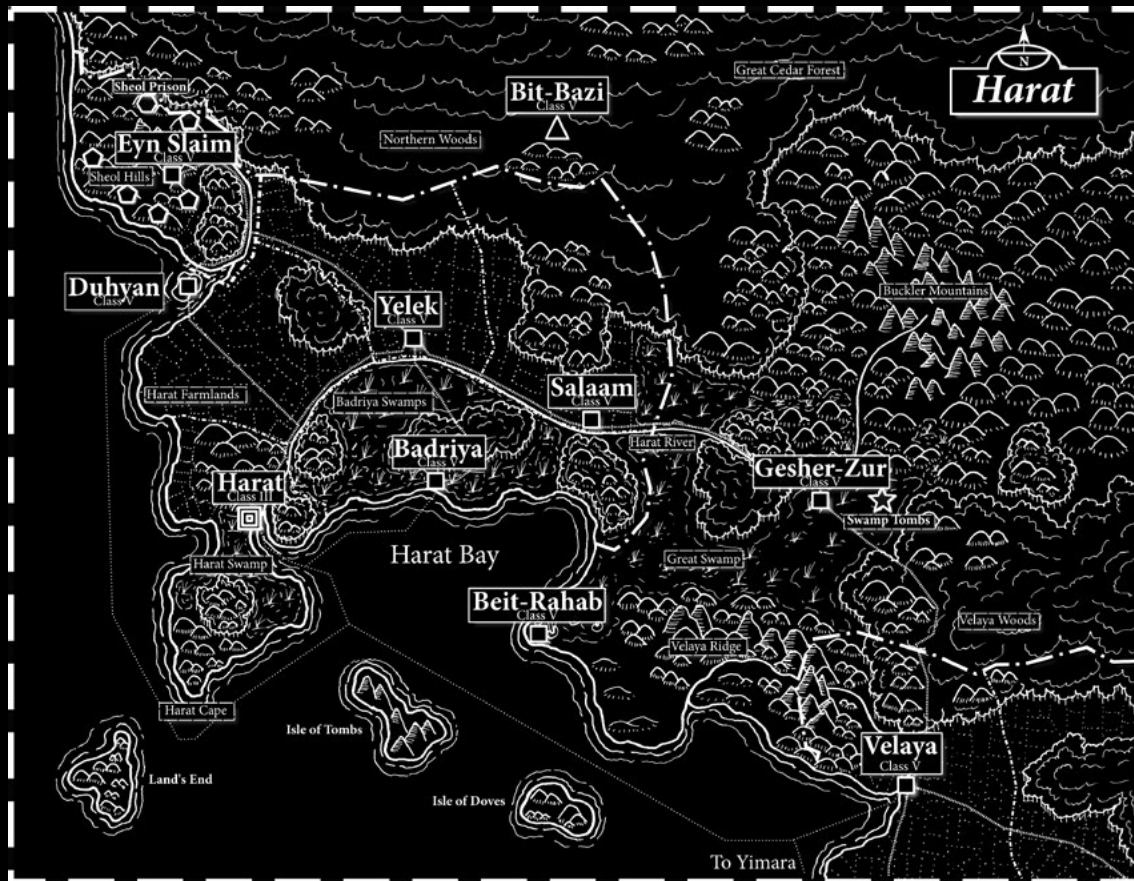 N
Harat
Great Cedar Forest
Sheol Prison
Bit-Bazi
Class V
Northern Woods
Eyn Slaim
Class V
Sheol Hills
Duhyan
Class V
Buckler Mountains
Yelek
Class V
Harat Farmlands
Badriya Swamps
Salaam
Class V
Harat River
Badriya
Class V
Gesher-Zur
Class V
Harat
Class III
Swamp Tombs
Harat Bay
Harat Swamp
Great Swamp
Beit-Rahab
Class V
Velaya Woods
Velaya Ridge
Harat Cape
Isle of Tombs
Velaya
Class V
Land's End
Isle of Doves
To Yimara